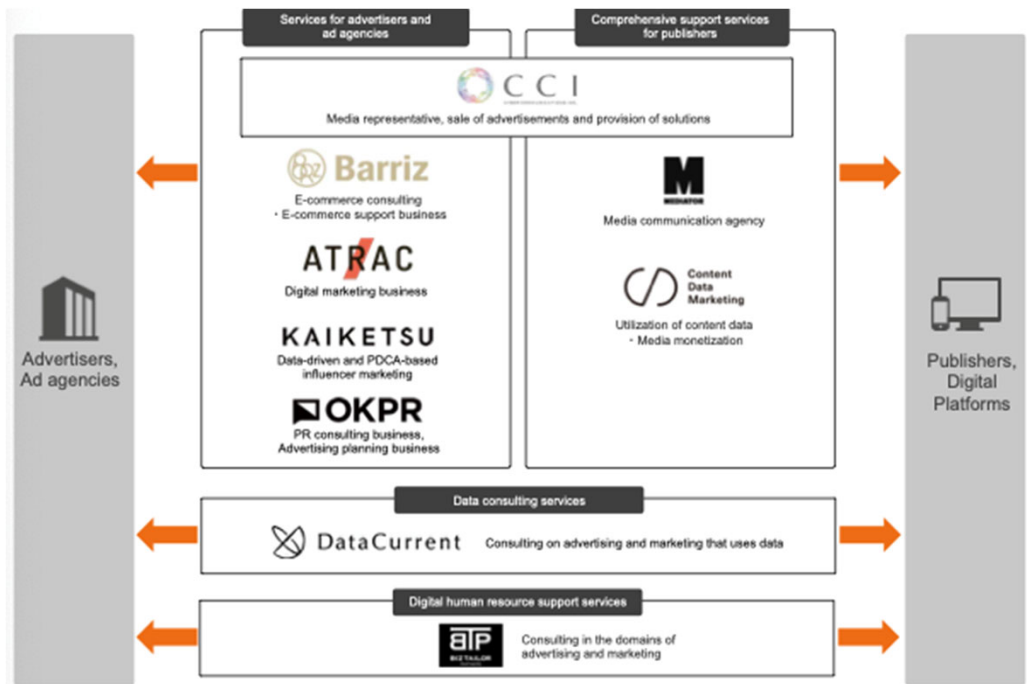 Services for advertisers and
ad agencies
Comprehensive support services
for publishers
CCI
Media representative, sale of advertisements and provision of solutions
Barriz
E-commerce consulting
・E-commerce support business
ATRAC
Digital marketing business
KAIKETSU
Data-driven and PDCA-based
influencer marketing
OKPR
PR consulting business,
Advertising planning business
M
MEDIATOR
Media communication agency
Content
Data
Marketing
Utilization of content data
・Media monetization
Advertisers,
Ad agencies
Publishers,
Digital
Platforms
Data consulting services
DataCurrent
Consulting on advertising and marketing that uses data
Digital human resource support services
BTP
BIZ TAILOR
Consulting in the domains of
advertising and marketing